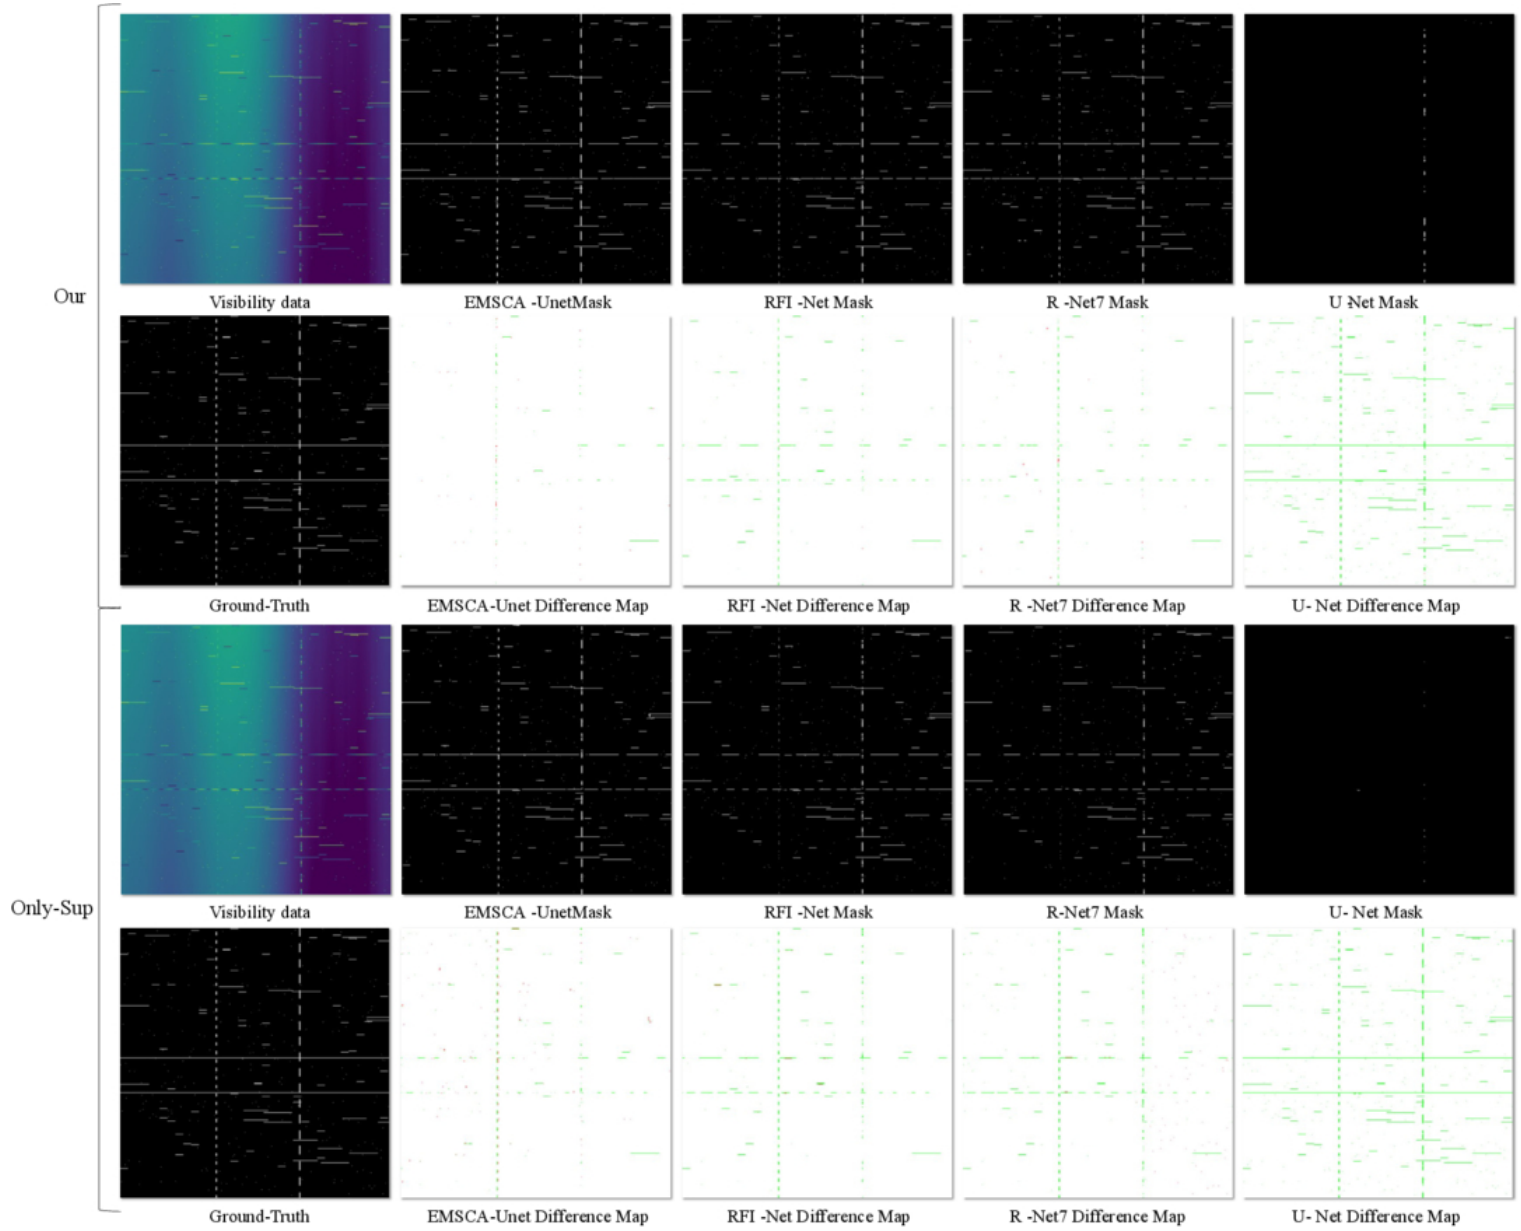 Our
Visibility data
EMSCA -UnetMask
RFI -Net Mask
R -Net7 Mask
U -Net Mask
Ground-Truth
EMSCA-Unet Difference Map
RFI -Net Difference Map
R -Net7 Difference Map
U- Net Difference Map
Only-Sup
Visibility data
EMSCA -UnetMask
RFI -Net Mask
R-Net7 Mask
U- Net Mask
Ground-Truth
EMSCA-Unet Difference Map
RFI -Net Difference Map
R -Net7 Difference Map
U- Net Difference Map